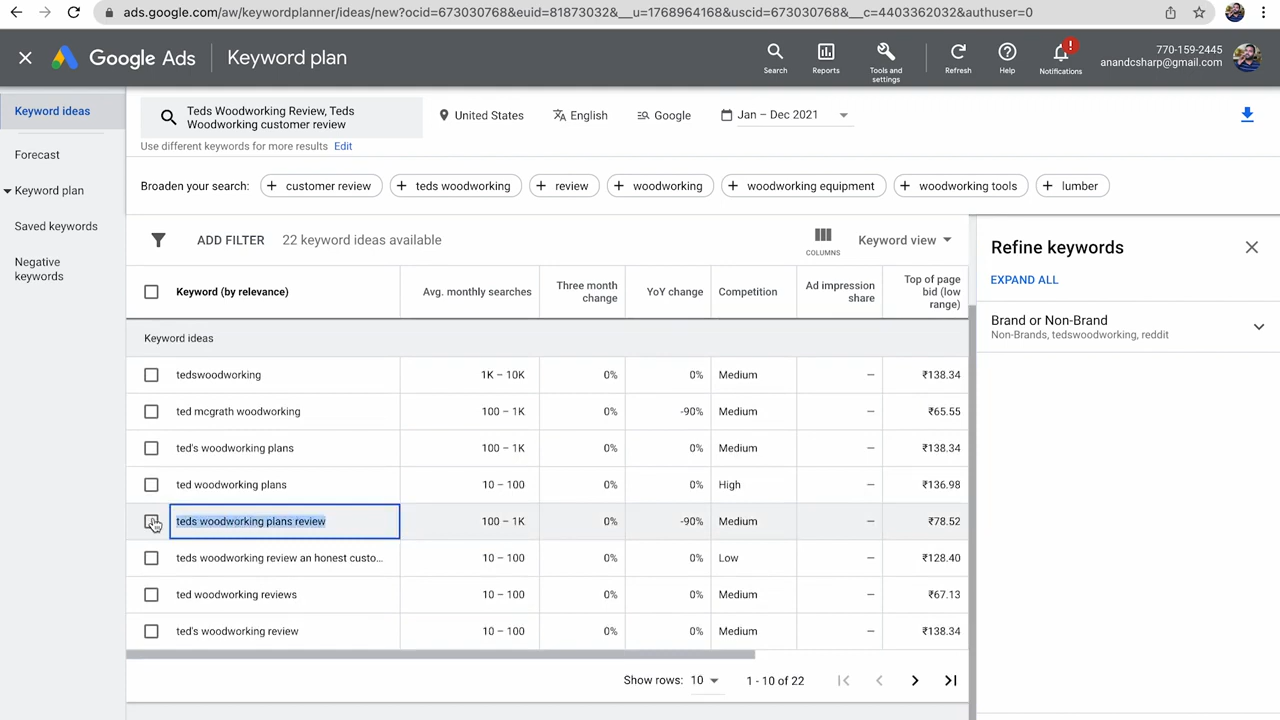 ads.google.com/aw/keywordplanner/ideas/new?ocid=673030768&euid=81873032&__u=1768964168&uscid=673030768&__c=4403362032&authuser=0
Google Ads
Keyword plan
Search
Reports
Tools and
settings
Refresh
Help
!
Notifications
770-159-2445
anandcsharp@gmail.com
Keyword ideas
Forecast
Keyword plan
Saved keywords
Negative
keywords
Teds Woodworking Review, Teds
Woodworking customer review
United States
English
Google
Jan – Dec 2021
Use different keywords for more results Edit
Broaden your search:
+ customer review
+ teds woodworking
+ review
+ woodworking
+ woodworking equipment
+ woodworking tools
+ lumber
ADD FILTER
22 keyword ideas available
COLUMNS
Keyword view
Keyword (by relevance)
Avg. monthly searches
Three month
change
YoY change
Competition
Ad impression
share
Top of page
bid (low
range)
Keyword ideas
tedswoodworking 1K – 10K 0% 0% Medium – ₹138.34
ted mcgrath woodworking 100 – 1K 0% -90% Medium – ₹65.55
ted's woodworking plans 100 – 1K 0% 0% Medium – ₹138.34
ted woodworking plans 10 – 100 0% 0% High – ₹136.98
teds woodworking plans review 100 – 1K 0% -90% Medium – ₹78.52
teds woodworking review an honest custo... 10 – 100 0% 0% Low – ₹128.40
ted woodworking reviews 10 – 100 0% 0% Medium – ₹67.13
ted's woodworking review 10 – 100 0% 0% Medium – ₹138.34
Show rows: 10
1 - 10 of 22
Refine keywords
EXPAND ALL
Brand or Non-Brand
Non-Brands, tedswoodworking, reddit